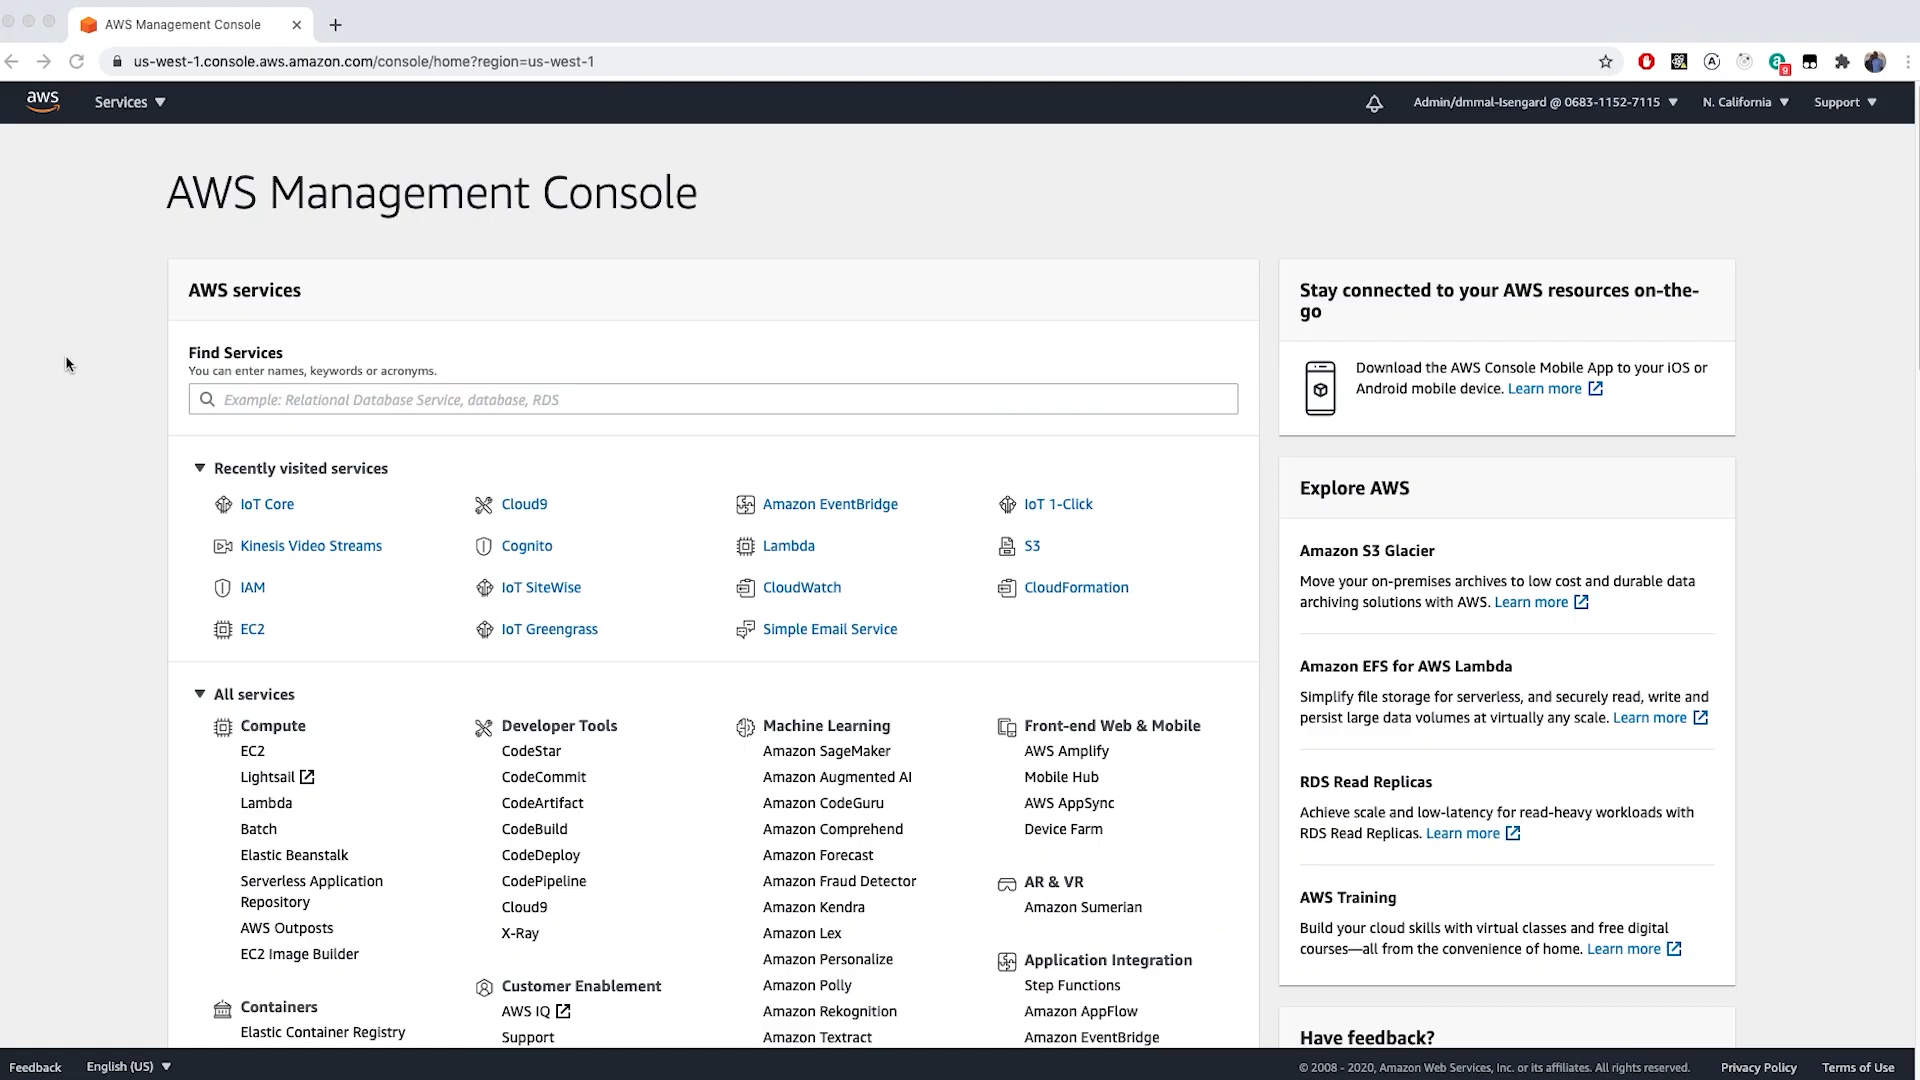 AWS Management Console
us-west-1.console.aws.amazon.com/console/home?region=us-west-1
9
aws
Services
Admin/dmmal-Isengard @ 0683-1152-7115
N. California
Support
AWS Management Console
AWS services
Find Services
You can enter names, keywords or acronyms.
Example: Relational Database Service, database, RDS
Recently visited services
IoT Core
Cloud9
Amazon EventBridge
IoT 1-Click
Kinesis Video Streams
Cognito
Lambda
S3
IAM
IoT SiteWise
CloudWatch
CloudFormation
EC2
IoT Greengrass
Simple Email Service
All services
Compute
EC2
Lightsail
Lambda
Batch
Elastic Beanstalk
Serverless Application
Repository
AWS Outposts
EC2 Image Builder
Containers
Elastic Container Registry
Developer Tools
CodeStar
CodeCommit
CodeArtifact
CodeBuild
CodeDeploy
CodePipeline
Cloud9
X-Ray
Customer Enablement
AWS IQ
Support
Machine Learning
Amazon SageMaker
Amazon Augmented AI
Amazon CodeGuru
Amazon Comprehend
Amazon Forecast
Amazon Fraud Detector
Amazon Kendra
Amazon Lex
Amazon Personalize
Amazon Polly
Amazon Rekognition
Amazon Textract
Front-end Web & Mobile
AWS Amplify
Mobile Hub
AWS AppSync
Device Farm
AR & VR
Amazon Sumerian
Application Integration
Step Functions
Amazon AppFlow
Amazon EventBridge
Stay connected to your AWS resources on-the-
go
Download the AWS Console Mobile App to your iOS or
Android mobile device. Learn more
Explore AWS
Amazon S3 Glacier
Move your on-premises archives to low cost and durable data
archiving solutions with AWS. Learn more
Amazon EFS for AWS Lambda
Simplify file storage for serverless, and securely read, write and
persist large data volumes at virtually any scale. Learn more
RDS Read Replicas
Achieve scale and low-latency for read-heavy workloads with
RDS Read Replicas. Learn more
AWS Training
Build your cloud skills with virtual classes and free digital
courses—all from the convenience of home. Learn more
Have feedback?
Feedback
English (US)
© 2008 - 2020, Amazon Web Services, Inc. or its affiliates. All rights reserved.
Privacy Policy
Terms of Use